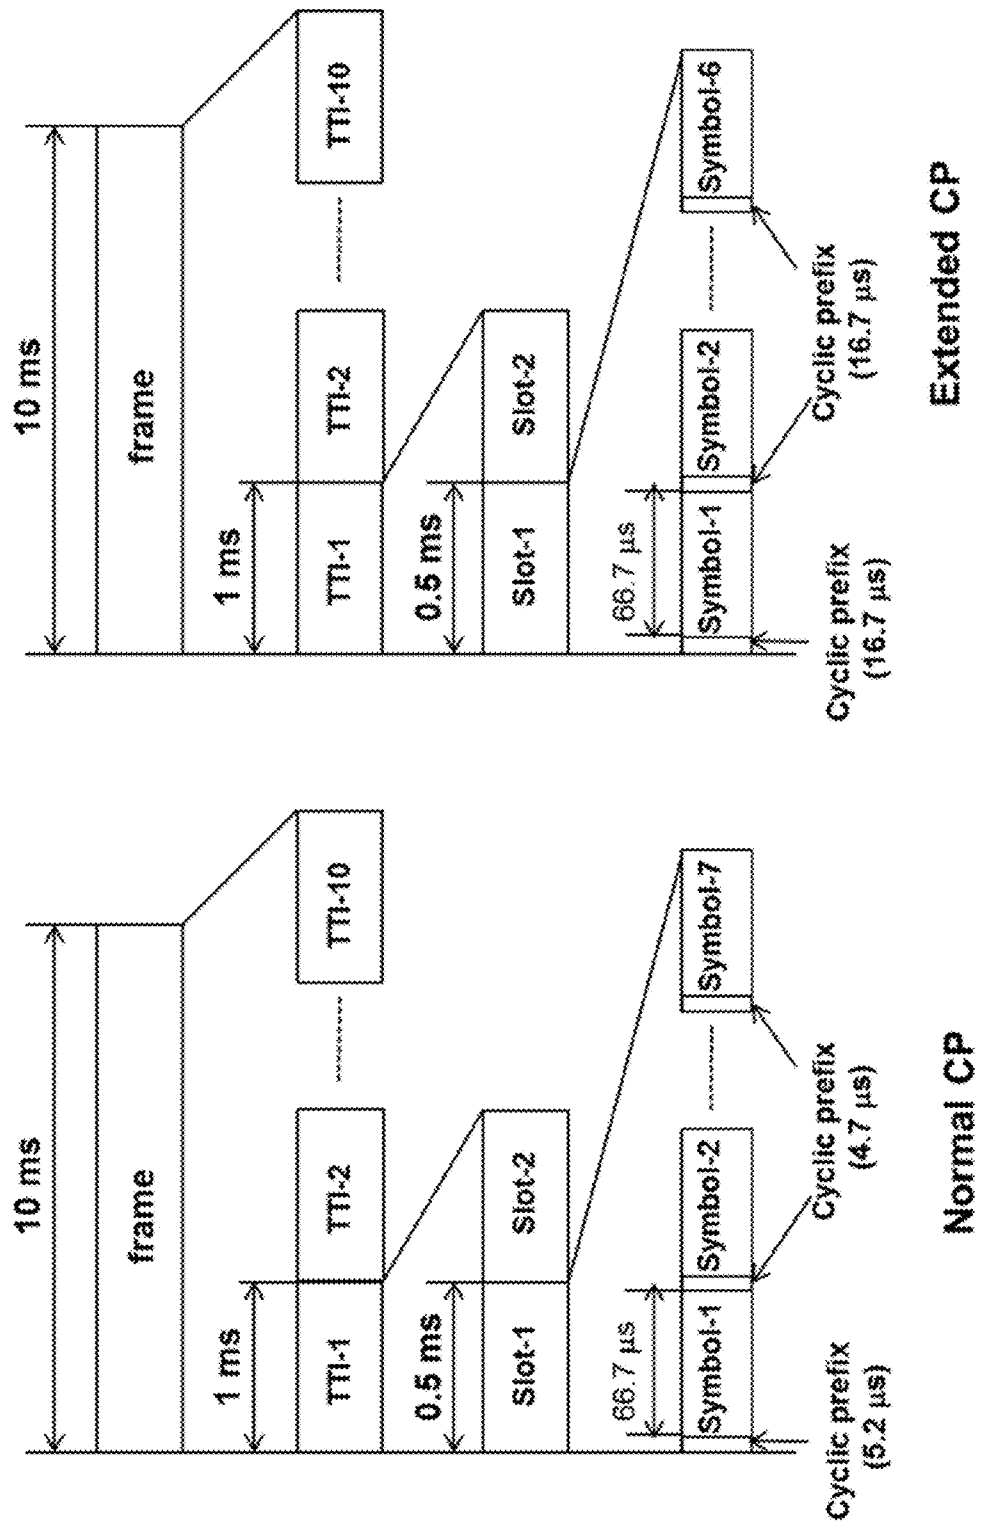 10 ms
frame
1 ms
TTI-1
TTI-2
TTI-10
0.5 ms
Slot-1
Slot-2
66.7 µs
Symbol-1
Symbol-2
Symbol-7
Cyclic prefix
(5.2 µs)
Cyclic prefix
(4.7 µs)
Normal CP
10 ms
frame
1 ms
TTI-1
TTI-2
TTI-10
0.5 ms
Slot-1
Slot-2
66.7 µs
Symbol-1
Symbol-2
Symbol-6
Cyclic prefix
(16.7 µs)
Cyclic prefix
(16.7 µs)
Extended CP